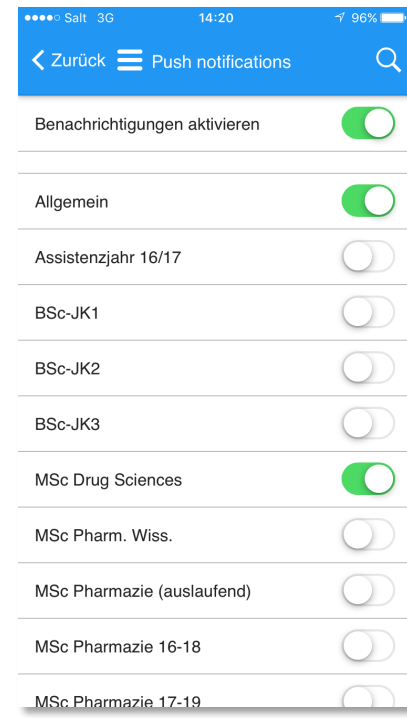 Salt 3G 14:20 96%
Zurück Push notifications
Benachrichtigungen aktivieren
Allgemein
Assistenzjahr 16/17
BSc-JK1
BSc-JK2
BSc-JK3
MSc Drug Sciences
MSc Pharm. Wiss.
MSc Pharmazie (auslaufend)
MSc Pharmazie 16-18
MSc Pharmazie 17-19